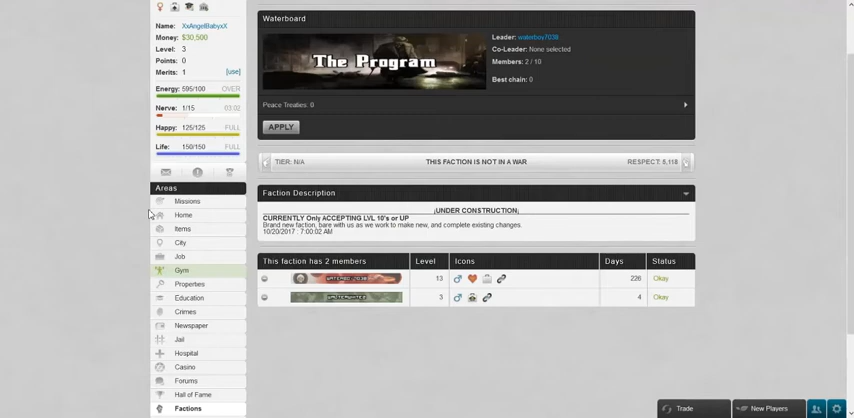 Name: XxAngelBabyxX
Money: $30,500
Level: 3
Points: 0
Merits: 1 [use]
Energy: 595/100 OVER
Nerve: 1/15 03:02
Happy: 125/125 FULL
Life: 150/150 FULL
Areas
Missions
Home
Items
City
Job
Gym
Properties
Education
Crimes
Newspaper
Jail
Hospital
Casino
Forums
Hall of Fame
Factions
Waterboard
The Program
Leader: waterboy7038
Co-Leader: None selected
Members: 2 / 10
Best chain: 0
Peace Treaties: 0
APPLY
TIER: N/A THIS FACTION IS NOT IN A WAR RESPECT: 5,118
Faction Description
¡UNDER CONSTRUCTION¡
CURRENTLY Only ACCEPTING LVL 10's or UP
Brand new faction, bare with us as we work to make new, and complete existing changes.
10/20/2017 : 7:00:02 AM
This faction has 2 members Level Icons Days Status
13 226 Okay
3 4 Okay
Trade New Players